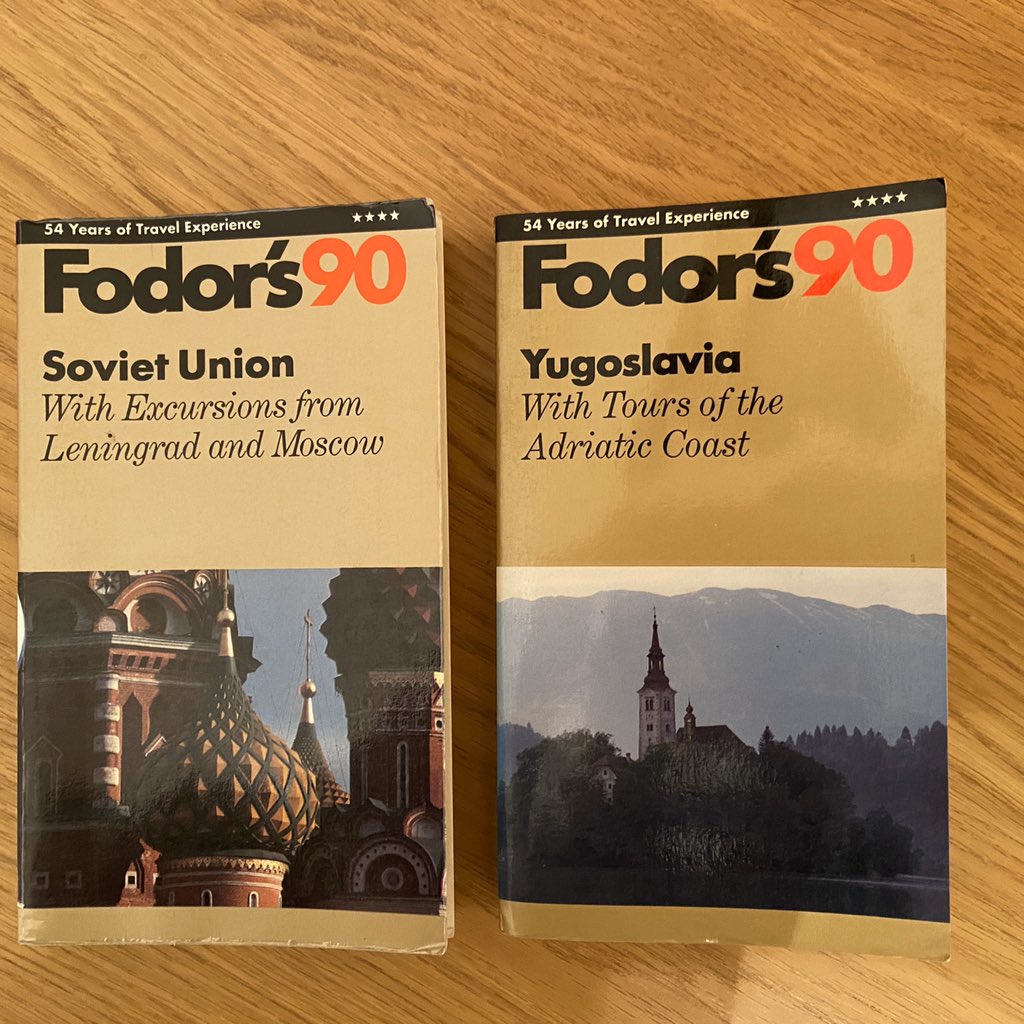 54 Years of Travel Experience ★★★★
Fodor's90
Soviet Union
With Excursions from
Leningrad and Moscow
54 Years of Travel Experience ★★★★
Fodor's90
Yugoslavia
With Tours of the
Adriatic Coast